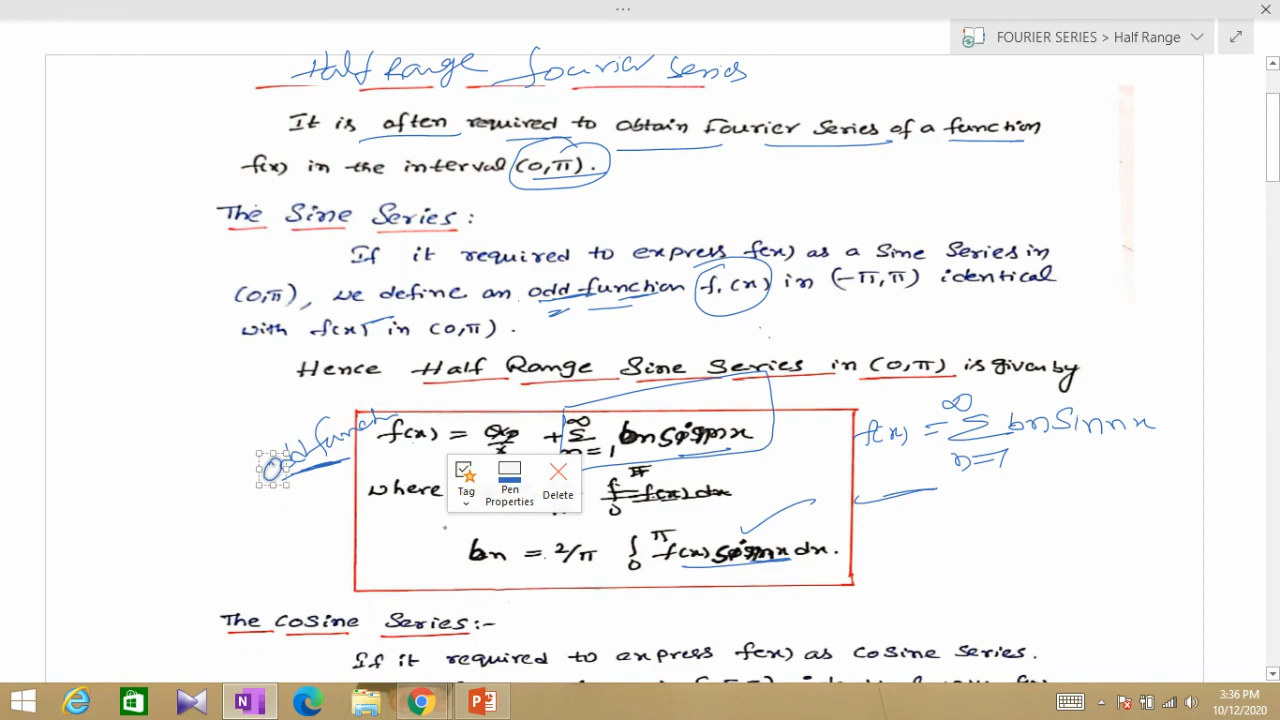 FOURIER SERIES > Half Range
Half Range Fourier Series
It is often required to obtain Fourier Series of a function
f(x) in the interval (0,π).
The Sine Series:
If it required to express f(x) as a Sine Series in
(0,π), we define an odd function f₁(x) in (-π,π) identical
with f(x) in (0,π).
Hence Half Range Sine Series in (0,π) is given by
f(x) = + ∞ Σ n=1 bn sin nx
f(x) = ∞ Σ n=1 bn Sin nx
odd funct
Tag
Pen Properties
Delete
where π ∫ 0 f(x) dx
bn = 2/π π ∫ 0 f(x) sin nx dx.
The Cosine Series:-
If it required to express f(x) as cosine series.
3:36 PM
10/12/2020